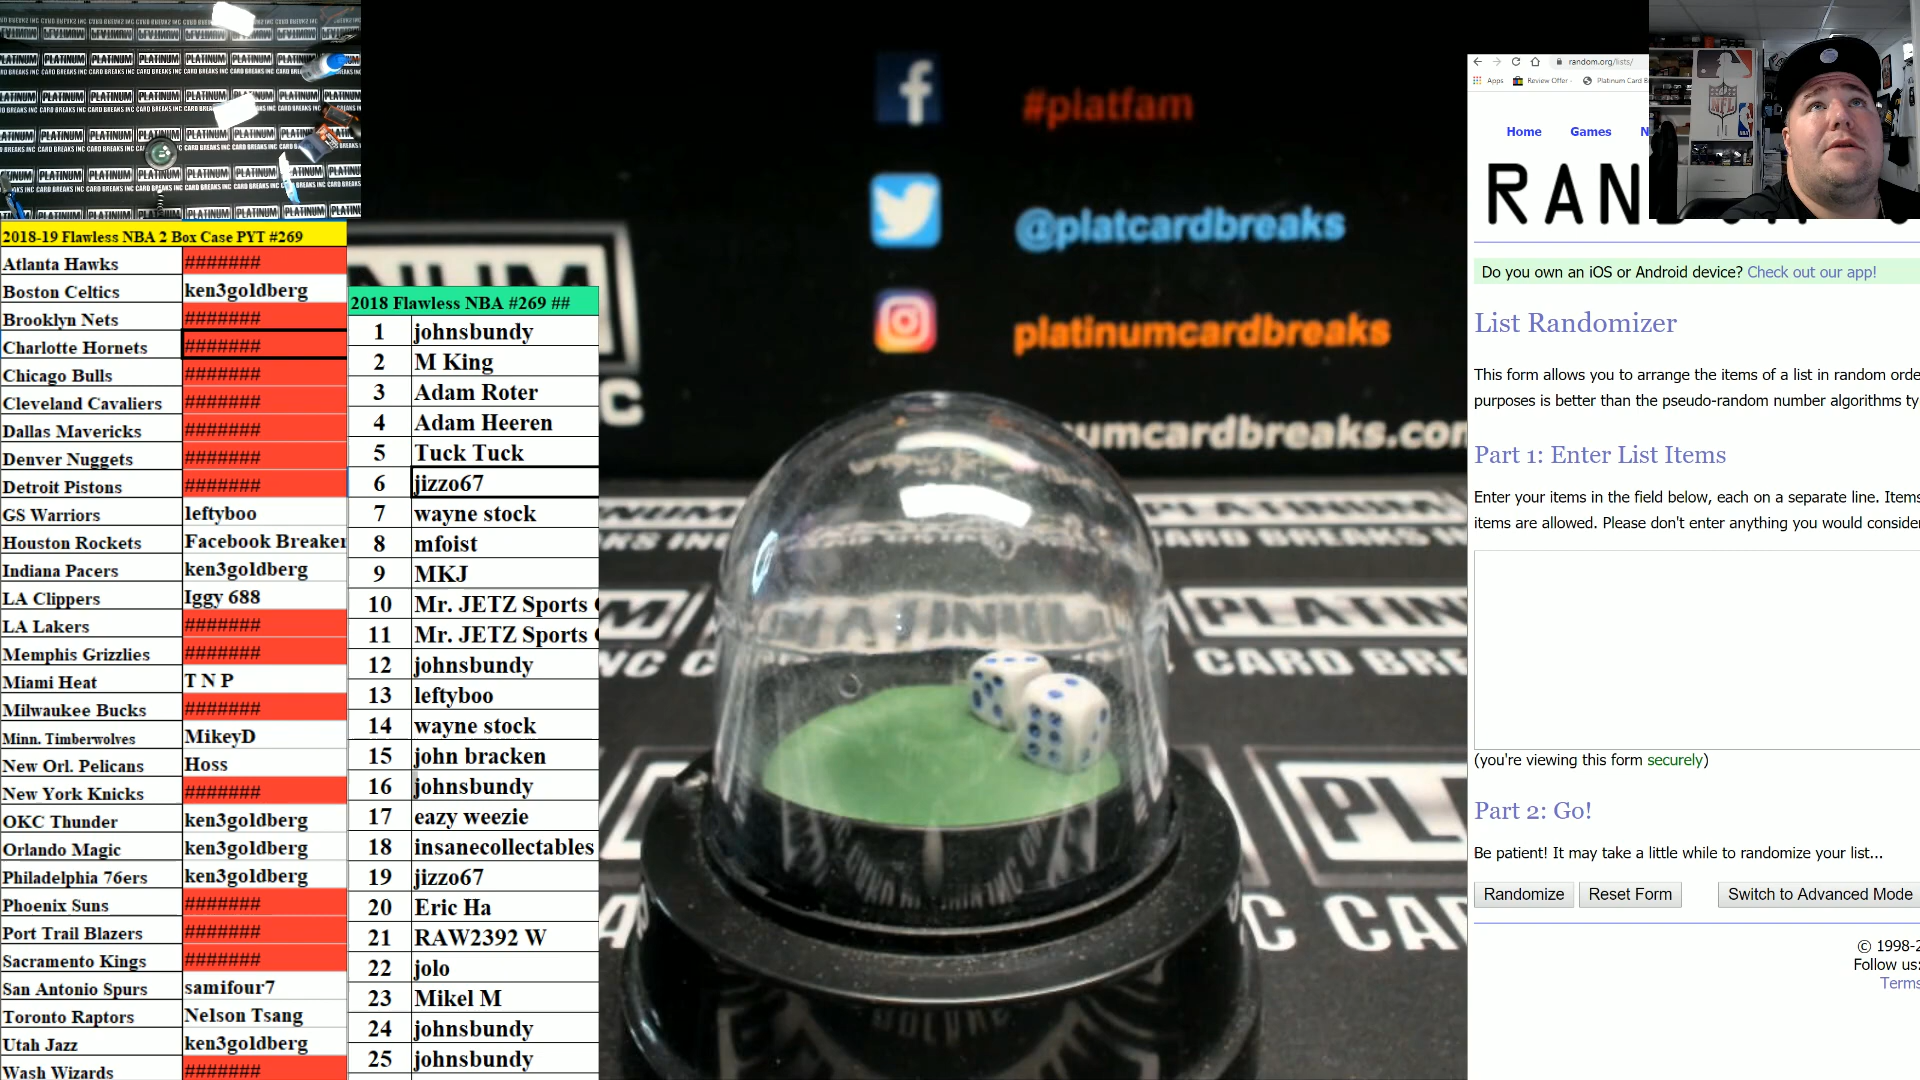 2018-19 Flawless NBA 2 Box Case PYT #269
Atlanta Hawks #######
Boston Celtics ken3goldberg
Brooklyn Nets #######
Charlotte Hornets #######
Chicago Bulls #######
Cleveland Cavaliers #######
Dallas Mavericks #######
Denver Nuggets #######
Detroit Pistons #######
GS Warriors leftyboo
Houston Rockets Facebook Breaker
Indiana Pacers ken3goldberg
LA Clippers Iggy 688
LA Lakers #######
Memphis Grizzlies #######
Miami Heat T N P
Milwaukee Bucks #######
Minn. Timberwolves MikeyD
New Orl. Pelicans Hoss
New York Knicks #######
OKC Thunder ken3goldberg
Orlando Magic ken3goldberg
Philadelphia 76ers ken3goldberg
Phoenix Suns #######
Port Trail Blazers #######
Sacramento Kings #######
San Antonio Spurs samifour7
Toronto Raptors Nelson Tsang
Utah Jazz ken3goldberg
Wash Wizards #######
2018 Flawless NBA #269 ##
1 johnsbundy
2 M King
3 Adam Roter
4 Adam Heeren
5 Tuck Tuck
6 jizzo67
7 wayne stock
8 mfoist
9 MKJ
10 Mr. JETZ Sports
11 Mr. JETZ Sports
12 johnsbundy
13 leftyboo
14 wayne stock
15 john bracken
16 johnsbundy
17 eazy weezie
18 insanecollectables
19 jizzo67
20 Eric Ha
21 RAW2392 W
22 jolo
23 Mikel M
24 johnsbundy
25 johnsbundy
#platfam
@platcardbreaks
platinumcardbreaks
numcardbreaks.com
random.org/lists/
Apps Review Offer - Platinum Card B
Home Games N
RAN
Do you own an iOS or Android device? Check out our app!
List Randomizer
This form allows you to arrange the items of a list in random orde
purposes is better than the pseudo-random number algorithms ty
Part 1: Enter List Items
Enter your items in the field below, each on a separate line. Items
items are allowed. Please don't enter anything you would conside
(you're viewing this form securely)
Part 2: Go!
Be patient! It may take a little while to randomize your list...
Randomize Reset Form Switch to Advanced Mode
© 1998-2
Follow us:
Terms